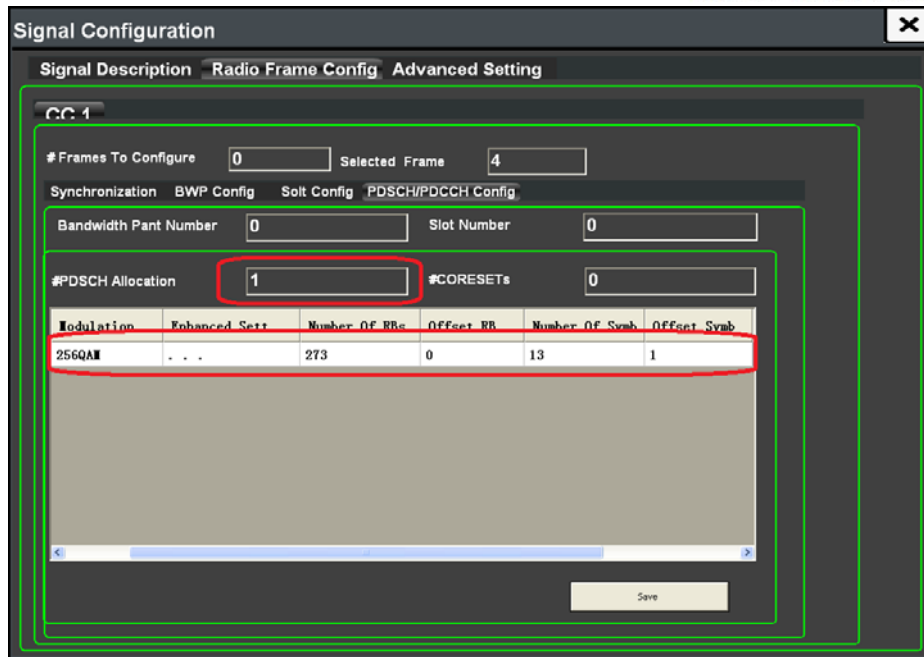 Signal Configuration
Signal Description Radio Frame Config Advanced Setting
CC 1
# Frames To Configure 0 Selected Frame 4
Synchronization BWP Config Solt Config PDSCH/PDCCH Config
Bandwidth Pant Number 0 Slot Number 0
#PDSCH Allocation 1 #CORESETs 0
Modulation Enhanced Sett Number Of RBs Offset RB Number Of Symb Offset Symb
256QAM . . . 273 0 13 1
Save